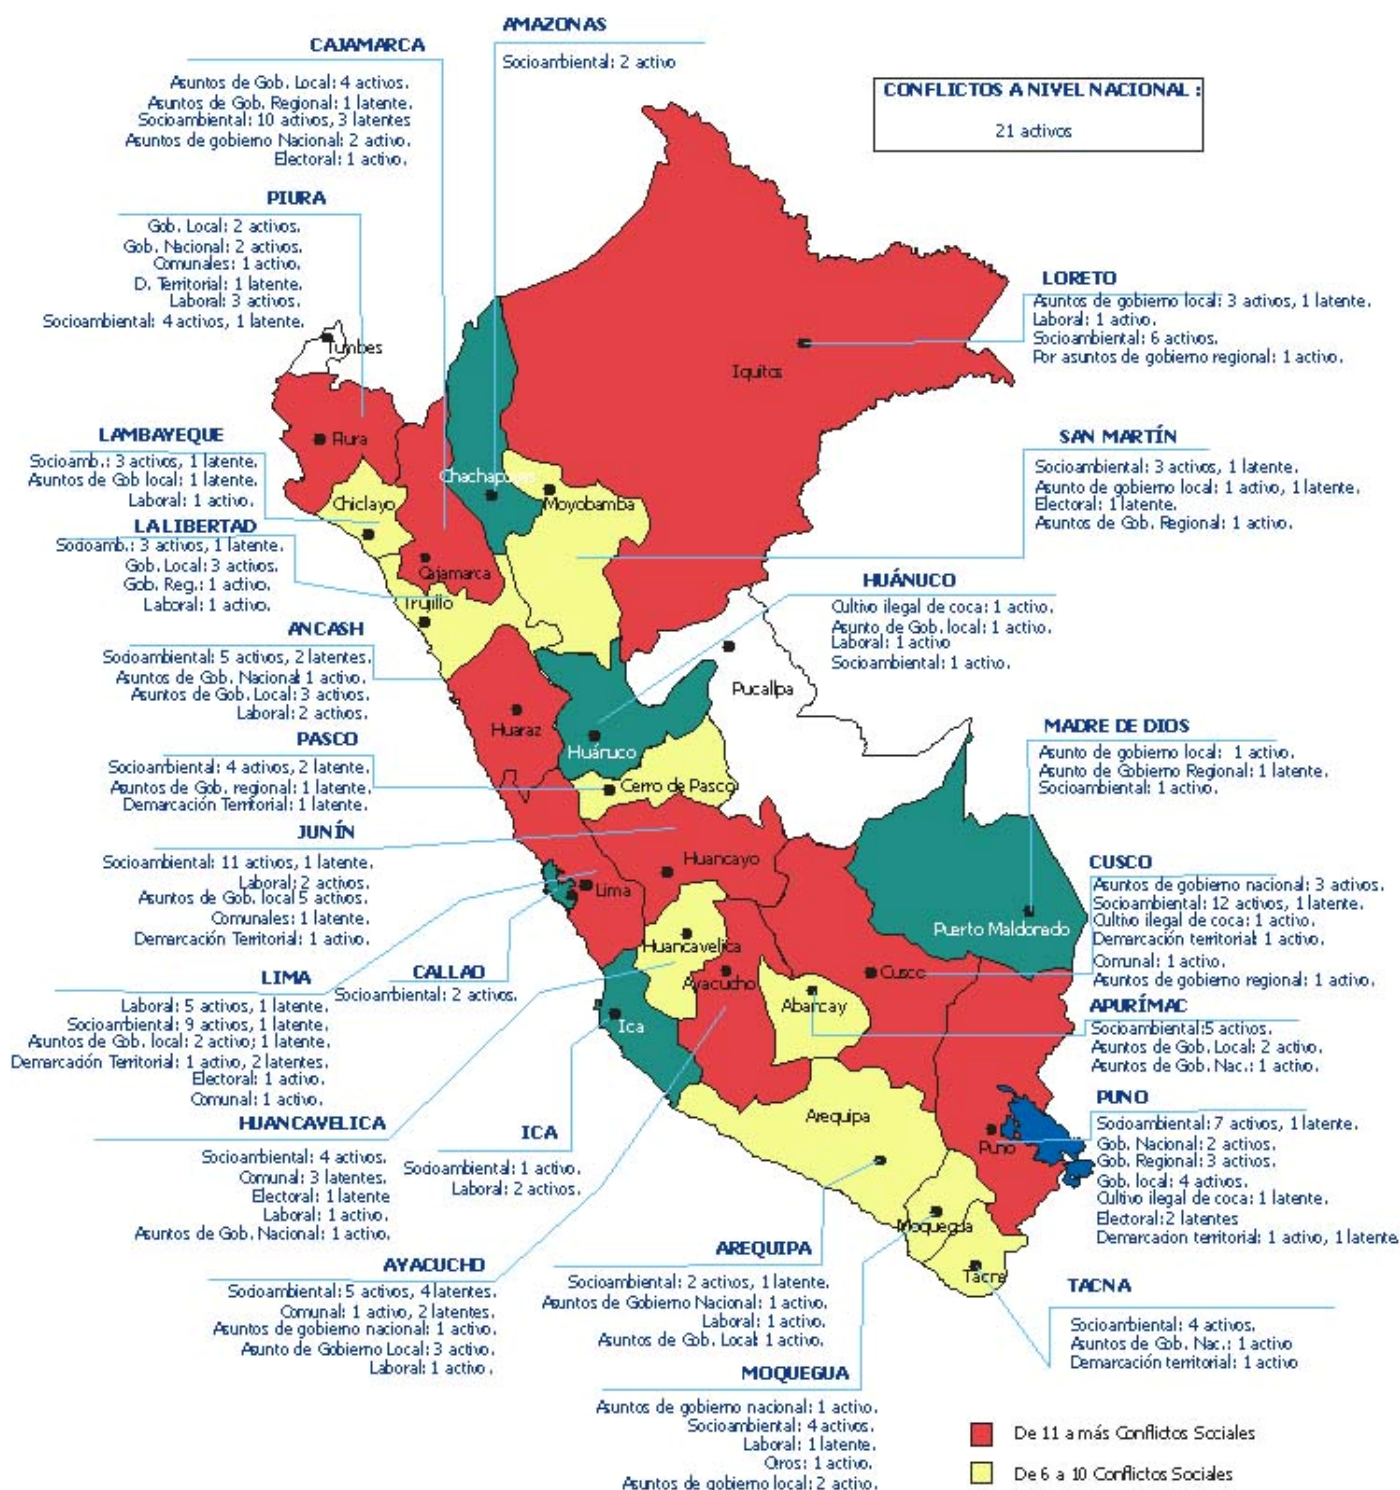 AMAZONAS
Socioambiental: 2 activo
CAJAMARCA
Asuntos de Gob. Local: 4 activos.
Asuntos de Gob. Regional: 1 latente.
Socioambiental: 10 activos, 3 latentes
Asuntos de gobierno Nacional: 2 activo.
Electoral: 1 activo.
CONFLICTOS A NIVEL NACIONAL :
21 activos
PIURA
Gob. Local: 2 activos.
Gob. Nacional: 2 activos.
Comunales: 1 activo.
D. Territorial: 1 latente.
Laboral: 3 activos.
Socioambiental: 4 activos, 1 latente.
LORETO
Asuntos de gobierno local: 3 activos, 1 latente.
Laboral: 1 activo.
Socioambiental: 6 activos.
Por asuntos de gobierno regional: 1 activo.
Tumbes
Iquitos
Piura
LAMBAYEQUE
Socioamb.: 3 activos, 1 latente.
Asuntos de Gob local: 1 latente.
Laboral: 1 activo.
SAN MARTÍN
Socioambiental: 3 activos, 1 latente.
Asunto de gobierno local: 1 activo, 1 latente.
Electoral: 1 latente.
Asuntos de Gob. Regional: 1 activo.
Chachapoyas
Chiclayo
Moyobamba
LA LIBERTAD
Socioamb.: 3 activos, 1 latente.
Gob. Local: 3 activos.
Gob. Reg.: 1 activo.
Laboral: 1 activo.
Cajamarca
Trujillo
HUÁNUCO
Cultivo ilegal de coca: 1 activo.
Asunto de Gob. local: 1 activo.
Laboral: 1 activo
Socioambiental: 1 activo.
ANCASH
Socioambiental: 5 activos, 2 latentes.
Asuntos de Gob. Nacional: 1 activo.
Asuntos de Gob. Local: 3 activos.
Laboral: 2 activos.
Pucallpa
Huaraz
Huánuco
PASCO
Socioambiental: 4 activos, 2 latente.
Asuntos de Gob. regional: 1 latente.
Demarcación Territorial: 1 latente.
Cerro de Pasco
MADRE DE DIOS
Asunto de gobierno local: 1 activo.
Asunto de Gobierno Regional: 1 latente.
Socioambiental: 1 activo.
JUNÍN
Socioambiental: 11 activos, 1 latente.
Laboral: 2 activos.
Asuntos de Gob. local 5 activos.
Comunales: 1 latente.
Demarcación Territorial: 1 activo.
Huancayo
Lima
Puerto Maldonado
CUSCO
Asuntos de gobierno nacional: 3 activos.
Socioambiental: 12 activos, 1 latente.
Cultivo ilegal de coca: 1 activo.
Demarcación territorial: 1 activo.
Comunal: 1 activo.
Asuntos de gobierno regional: 1 activo.
Huancavelica
Ayacucho
Cusco
Abancay
Ica
CALLAO
Socioambiental: 2 activos.
LIMA
Laboral: 5 activos, 1 latente.
Socioambiental: 9 activos, 1 latente.
Asuntos de Gob. local: 2 activo; 1 latente.
Demarcación Territorial: 1 activo, 2 latentes.
Electoral: 1 activo.
Comunal: 1 activo.
APURÍMAC
Socioambiental:5 activos.
Asuntos de Gob. Local: 2 activo.
Asuntos de Gob. Nac.: 1 activo.
Arequipa
Puno
PUNO
Socioambiental: 7 activos, 1 latente.
Gob. Nacional: 2 activos.
Gob. Regional: 3 activos.
Gob. local: 4 activos.
Cultivo ilegal de coca: 1 latente.
Electoral:2 latentes
Demarcacion territorial: 1 activo, 1 latente
HUANCAVELICA
Socioambiental: 4 activos.
Comunal: 3 latentes.
Electoral: 1 latente
Laboral: 1 activo.
Asuntos de Gob. Nacional: 1 activo.
ICA
Socioambiental: 1 activo.
Laboral: 2 activos.
Moquegua
Tacna
AYACUCHO
Socioambiental: 5 activos, 4 latentes.
Comunal: 1 activo, 2 latentes.
Asuntos de gobierno nacional: 1 activo.
Asunto de Gobierno Local: 3 activo.
Laboral: 1 activo.
AREQUIPA
Socioambiental: 2 activos, 1 latente.
Asuntos de Gobierno Nacional: 1 activo.
Laboral: 1 activo.
Asuntos de Gob. Local: 1 activo.
TACNA
Socioambiental: 4 activos.
Asuntos de Gob. Nac.: 1 activo
Demarcación territorial: 1 activo
MOQUEGUA
Asuntos de gobierno nacional: 1 activo.
Socioambiental: 4 activos.
Laboral: 1 latente.
Otros: 1 activo.
Asuntos de gobierno local: 2 activo.
De 11 a más Conflictos Sociales
De 6 a 10 Conflictos Sociales